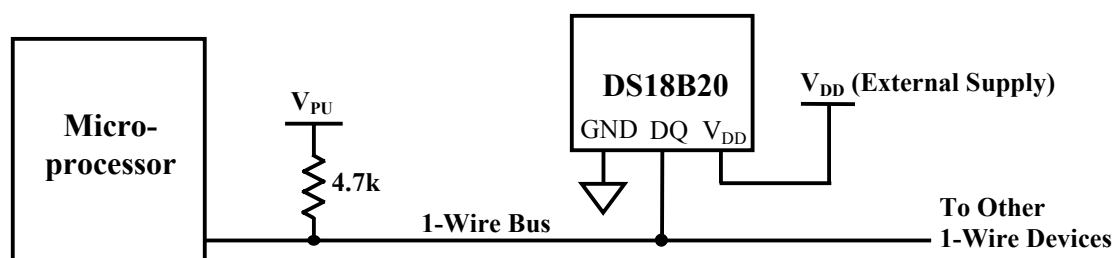 Micro-
processor
V_PU
4.7k
1-Wire Bus
DS18B20
GND DQ V_DD
V_DD (External Supply)
To Other
1-Wire Devices